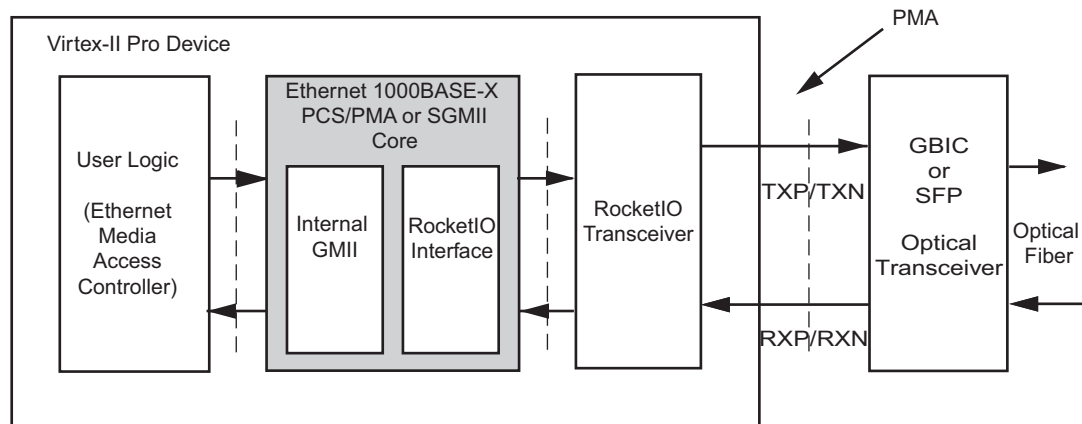 PMA
Virtex-II Pro Device
User Logic
(Ethernet
Media
Access
Controller)
Ethernet 1000BASE-X
PCS/PMA or SGMII
Core
Internal
GMII
RocketIO
Interface
RocketIO
Transceiver
TXP/TXN
RXP/RXN
GBIC
or
SFP
Optical
Transceiver
Optical
Fiber